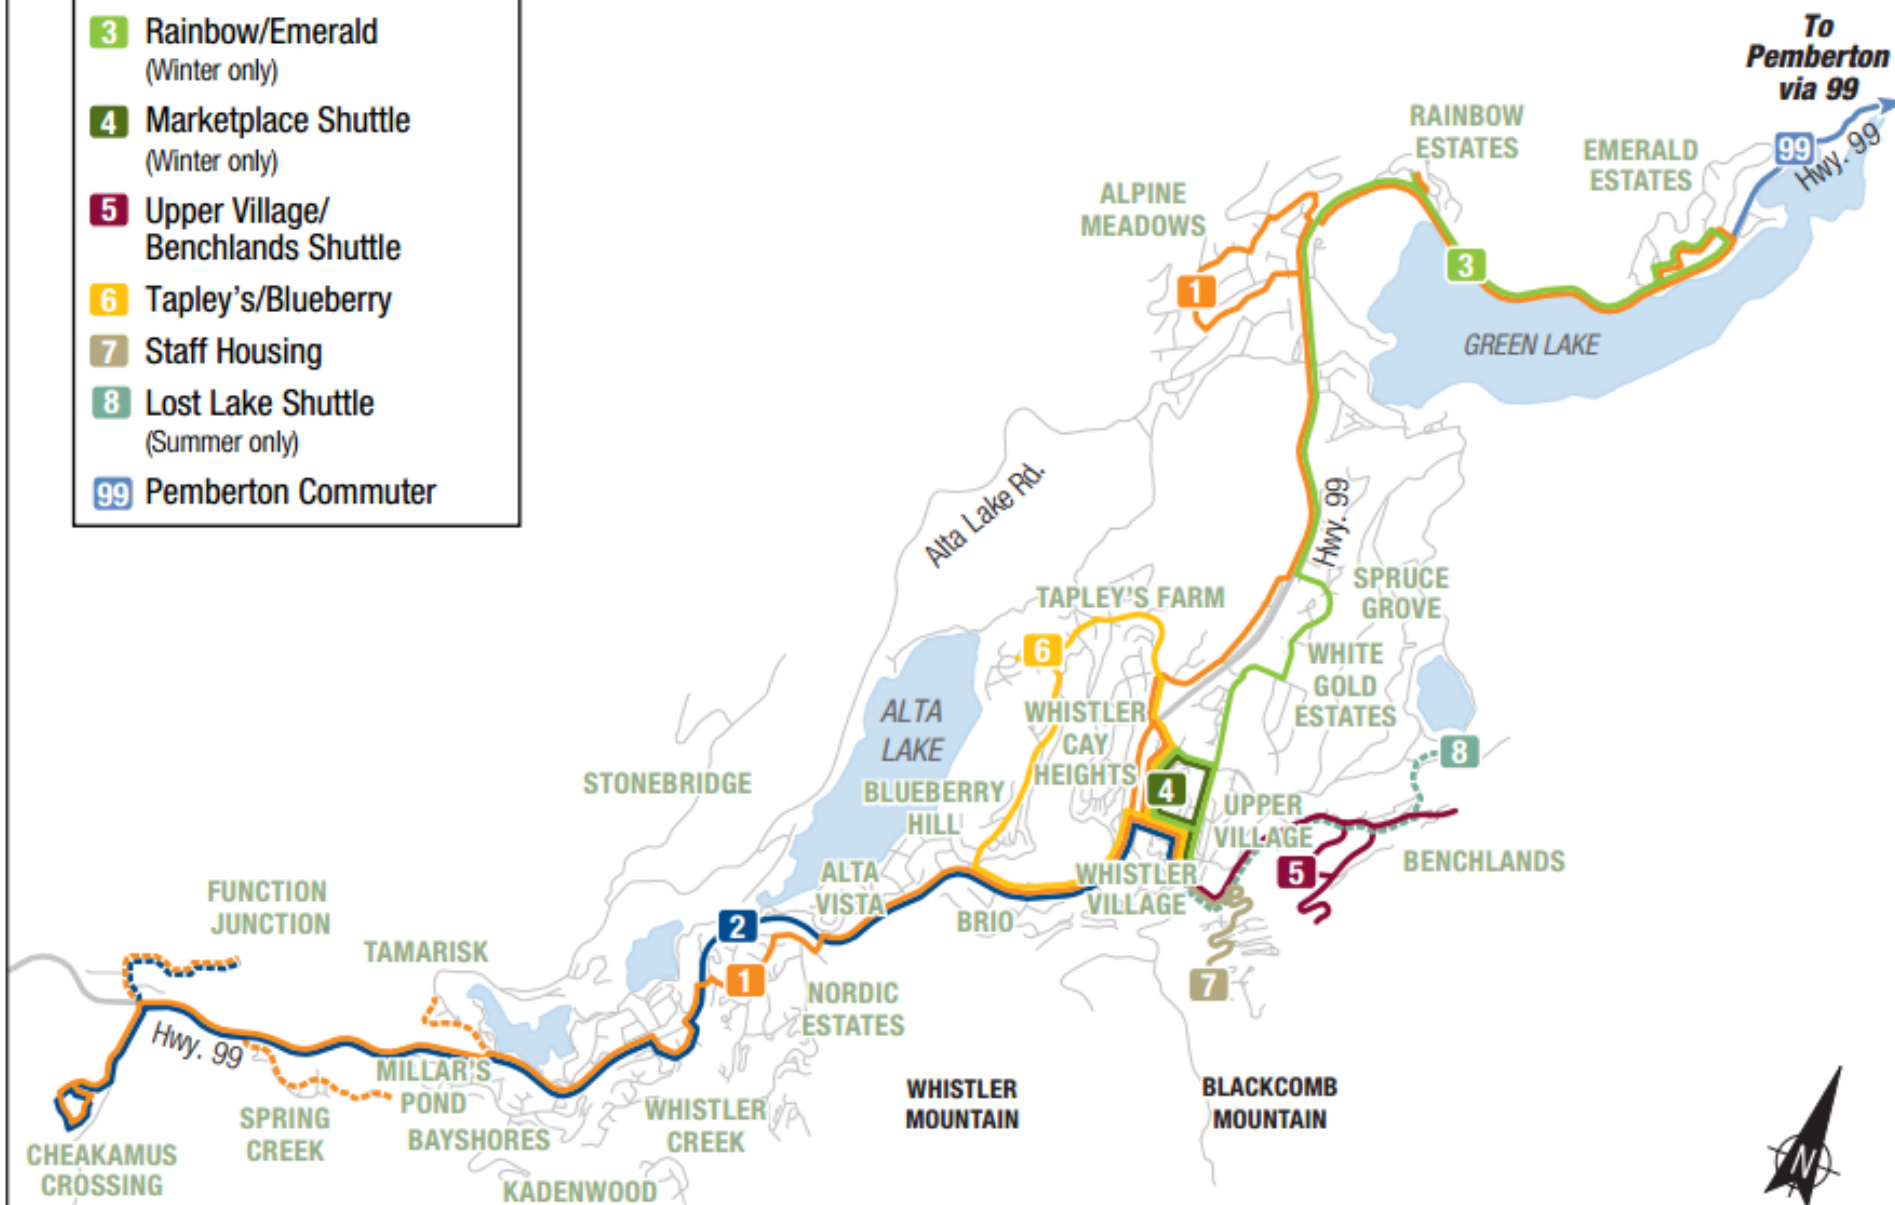 3 Rainbow/Emerald
(Winter only)
4 Marketplace Shuttle
(Winter only)
5 Upper Village/
Benchlands Shuttle
6 Tapley's/Blueberry
7 Staff Housing
8 Lost Lake Shuttle
(Summer only)
99 Pemberton Commuter
To
Pemberton
via 99
99
Hwy. 99
RAINBOW
ESTATES
EMERALD
ESTATES
ALPINE
MEADOWS
3
1
GREEN LAKE
Alta Lake Rd.
Hwy. 99
SPRUCE
GROVE
TAPLEY'S FARM
6
WHITE
GOLD
ESTATES
ALTA
LAKE
WHISTLER
CAY
HEIGHTS
8
STONEBRIDGE
BLUEBERRY
HILL
4
UPPER
VILLAGE
5
BENCHLANDS
ALTA
VISTA
WHISTLER
VILLAGE
BRIO
FUNCTION
JUNCTION
TAMARISK
2
1
7
NORDIC
ESTATES
Hwy. 99
MILLAR'S
POND
SPRING
CREEK
BAYSHORES
WHISTLER
CREEK
WHISTLER
MOUNTAIN
BLACKCOMB
MOUNTAIN
CHEAKAMUS
CROSSING
KADENWOOD
N